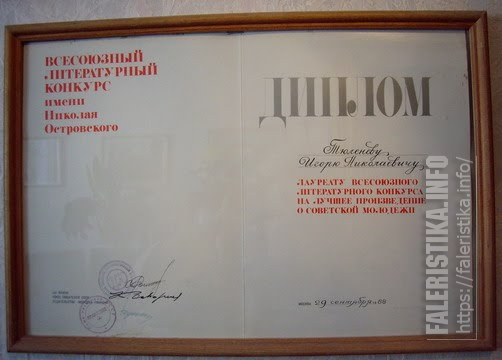 ВСЕСОЮЗНЫЙ
ЛИТЕРАТУРНЫЙ
КОНКУРС
имени
Николая
Островского
ДИПЛОМ
Тюленеву
Игорю Николаевичу,
ЛАУРЕАТУ ВСЕСОЮЗНОГО
ЛИТЕРАТУРНОГО КОНКУРСА
НА ЛУЧШЕЕ ПРОИЗВЕДЕНИЕ
О СОВЕТСКОЙ МОЛОДЕЖИ
29 сентября 88
FALERISTIKA.INFO
https://faleristika.info/